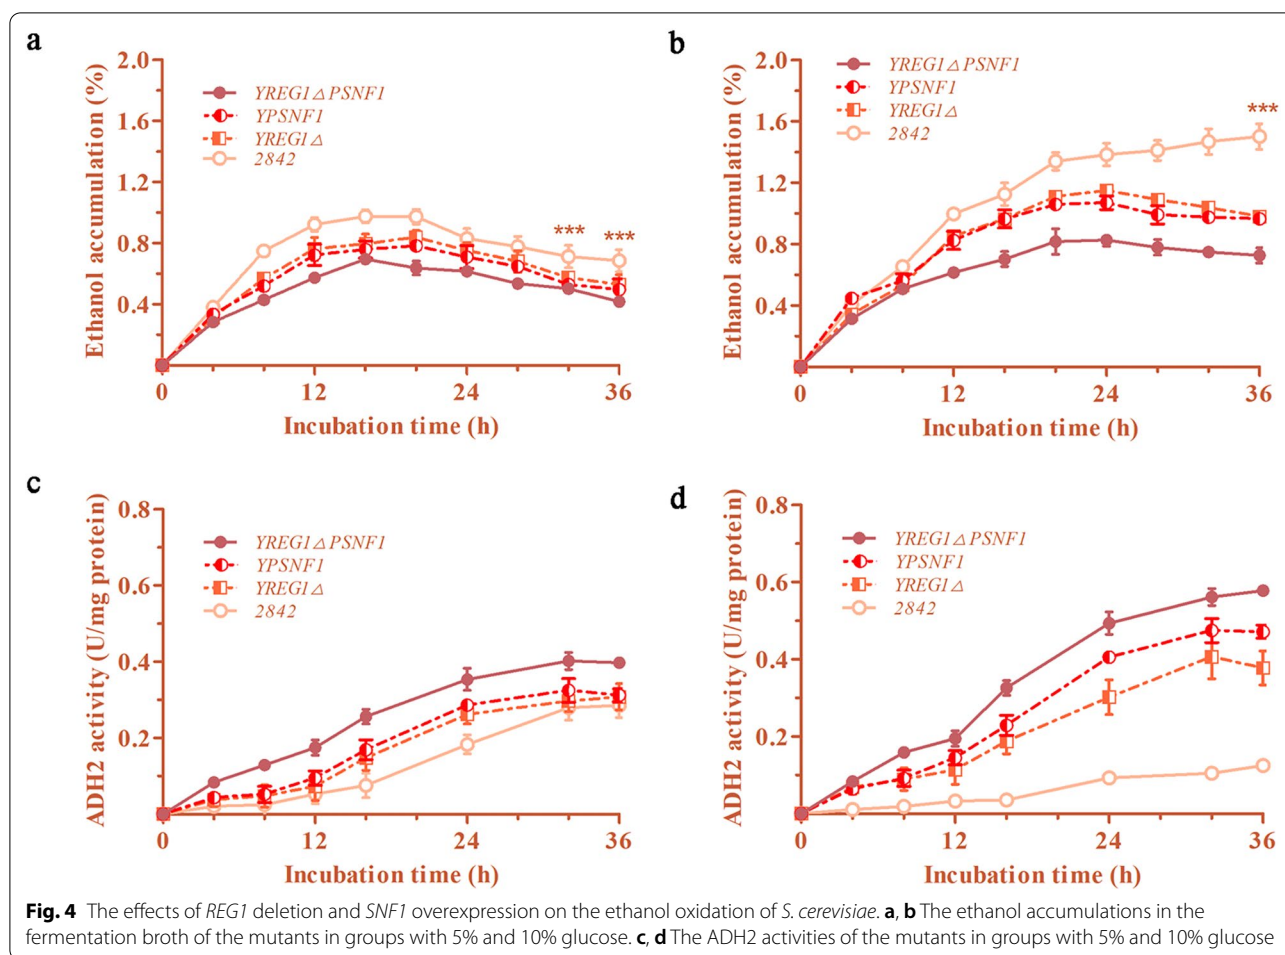 a
Ethanol accumulation (%)
2.0
1.6
1.2
0.8
0.4
YREG1△PSNF1
YPSNF1
YREG1△
2842
*** ***
0 12 24 36
Incubation time (h)
b
Ethanol accumulation (%)
2.0
1.6
1.2
0.8
0.4
YREG1△PSNF1
YPSNF1
YREG1△
2842
***
0 12 24 36
Incubation time (h)
c
ADH2 activity (U/mg protein)
0.8
0.6
0.4
0.2
YREG1△PSNF1
YPSNF1
YREG1△
2842
0 12 24 36
Incubation time (h)
d
ADH2 activity (U/mg protein)
0.8
0.6
0.4
0.2
YREG1△PSNF1
YPSNF1
YREG1△
2842
0 12 24 36
Incubation time (h)
Fig. 4 The effects of REG1 deletion and SNF1 overexpression on the ethanol oxidation of S. cerevisiae. a, b The ethanol accumulations in the
fermentation broth of the mutants in groups with 5% and 10% glucose. c, d The ADH2 activities of the mutants in groups with 5% and 10% glucose